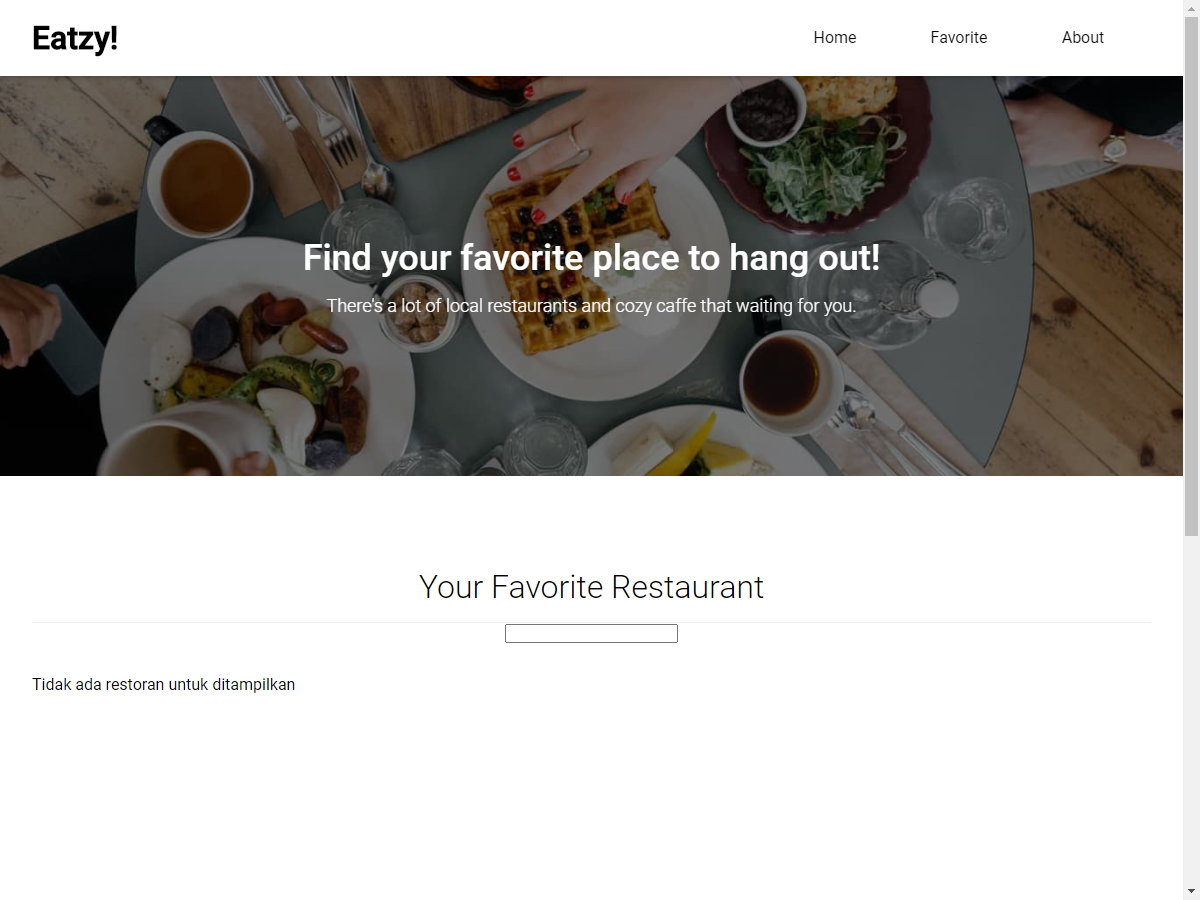 Eatzy!
Home Favorite About
Find your favorite place to hang out!
There's a lot of local restaurants and cozy caffe that waiting for you.
Your Favorite Restaurant
Tidak ada restoran untuk ditampilkan